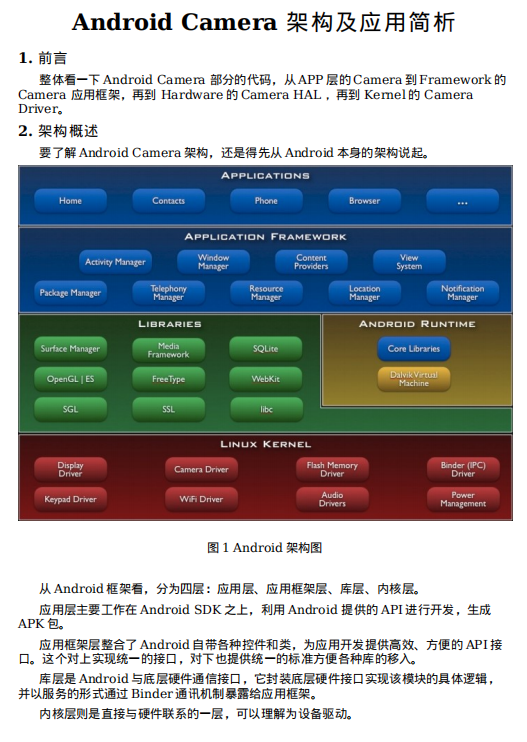 Android Camera 架构及应用简析
1. 前言
整体看一下 Android Camera 部分的代码，从 APP 层的 Camera 到 Framework 的
Camera 应用框架，再到 Hardware 的 Camera HAL ，再到 Kernel 的 Camera
Driver。
2. 架构概述
要了解 Android Camera 架构，还是得先从 Android 本身的架构说起。
APPLICATIONS
Home Contacts Phone Browser ...
APPLICATION FRAMEWORK
Activity Manager Window Manager Content Providers View System
Package Manager Telephony Manager Resource Manager Location Manager Notification Manager
LIBRARIES
Surface Manager Media Framework SQLite
OpenGL | ES FreeType WebKit
SGL SSL libc
ANDROID RUNTIME
Core Libraries
Dalvik Virtual Machine
LINUX KERNEL
Display Driver Camera Driver Flash Memory Driver Binder (IPC) Driver
Keypad Driver WiFi Driver Audio Drivers Power Management
图 1 Android 架构图
从 Android 框架看，分为四层：应用层、应用框架层、库层、内核层。
应用层主要工作在 Android SDK 之上，利用 Android 提供的 API 进行开发，生成
APK 包。
应用框架层整合了 Android 自带各种控件和类，为应用开发提供高效、方便的 API 接
口。这个对上实现统一的接口，对下也提供统一的标准方便各种库的移入。
库层是 Android 与底层硬件通信接口，它封装底层硬件接口实现该模块的具体逻辑，
并以服务的形式通过 Binder 通讯机制暴露给应用框架。
内核层则是直接与硬件联系的一层，可以理解为设备驱动。